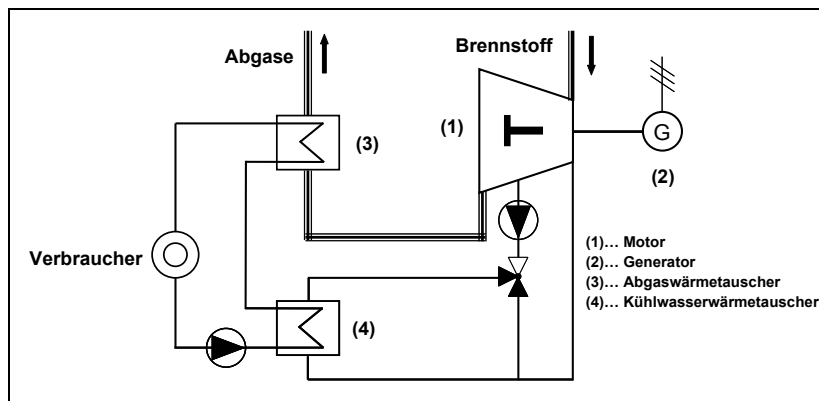 Abgase
Brennstoff
(1)
G
(3)
(2)
Verbraucher
(4)
(1)... Motor
(2)... Generator
(3)... Abgaswärmetauscher
(4)... Kühlwasserwärmetauscher